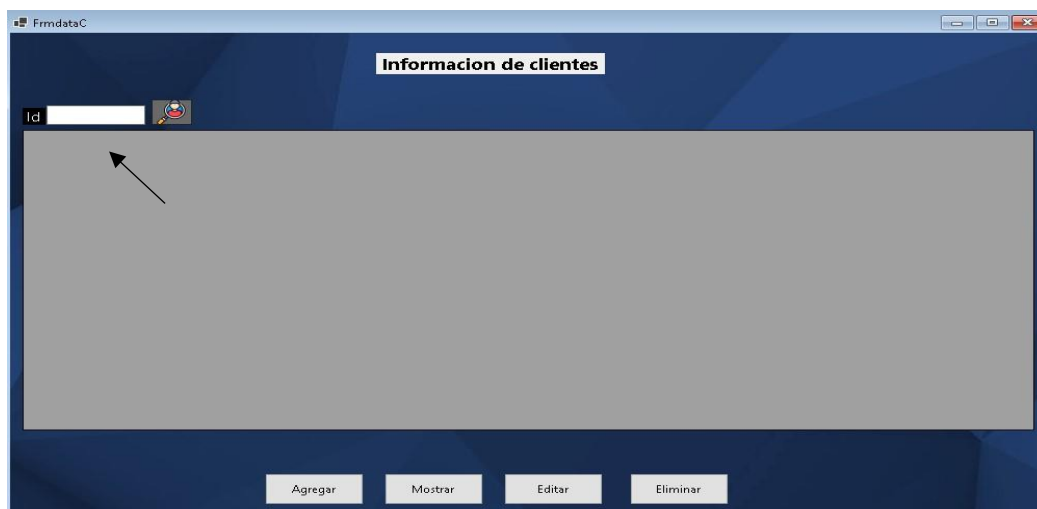 FrmdataC
Informacion de clientes
Id
Agregar Mostrar Editar Eliminar